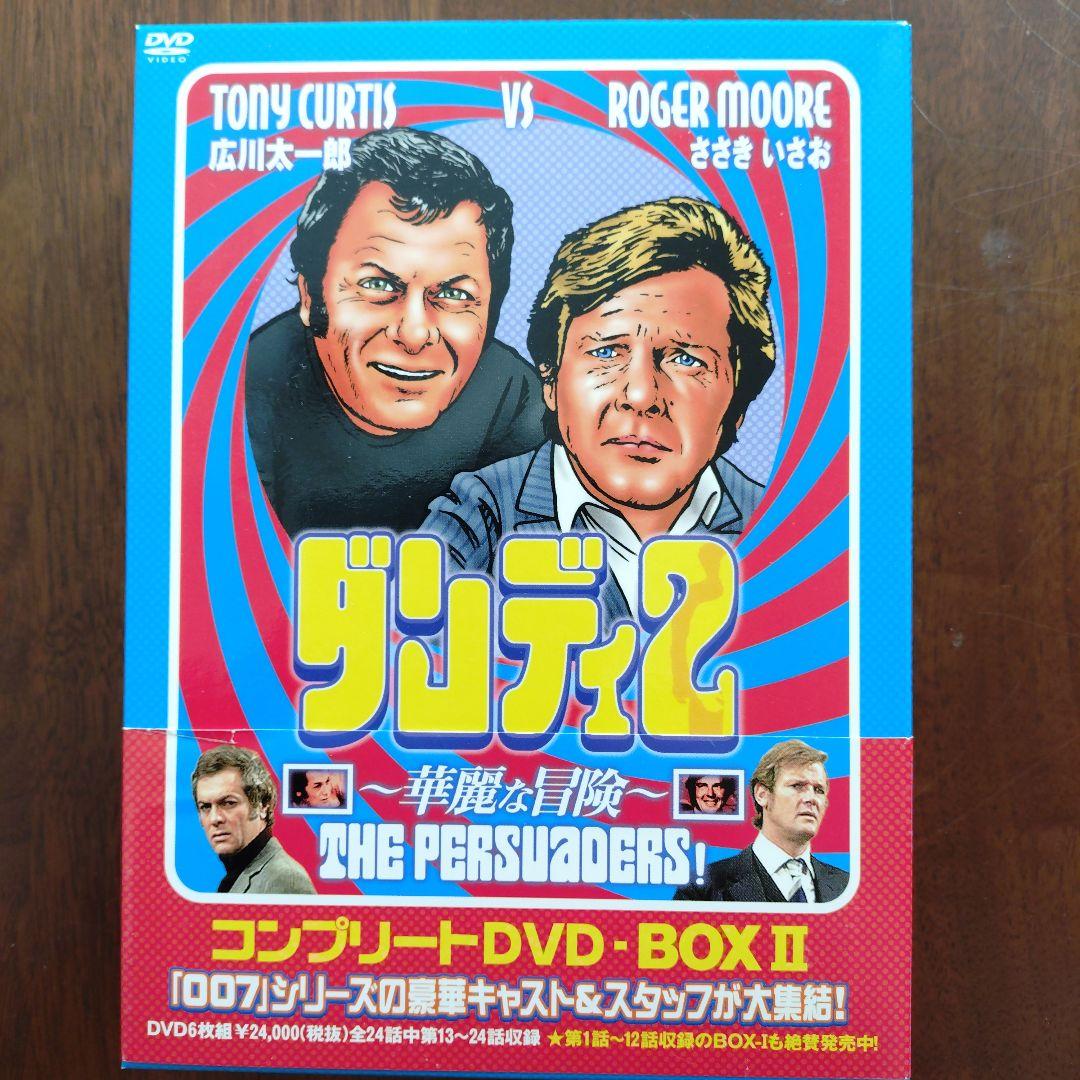 DVD
VIDEO
TONY CURTIS VS ROGER MOORE
広川太一郎 ささき いさお
ダンディ2
～華麗な冒険～
THE PERSUADERS!
コンプリートDVD-BOX II
「007」シリーズの豪華キャスト&スタッフが大集結!
DVD6枚組¥24,000(税抜)全24話中第13～24話収録 ★第1話～12話収録のBOX-Iも絶賛発売中!